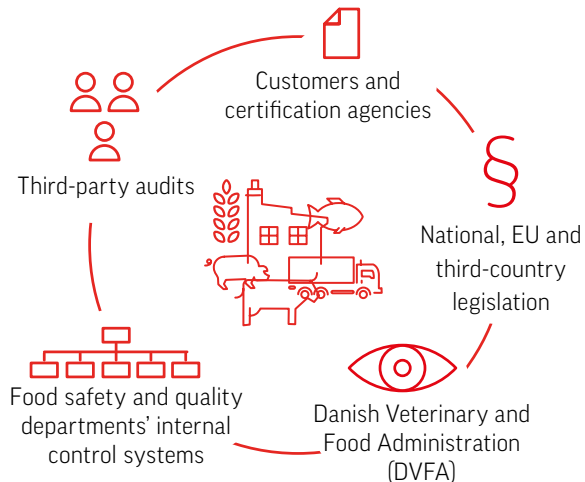 Customers and
certification agencies
Third-party audits
§
National, EU and
third-country
legislation
Food safety and quality
departments' internal
control systems
Danish Veterinary and
Food Administration
(DVFA)